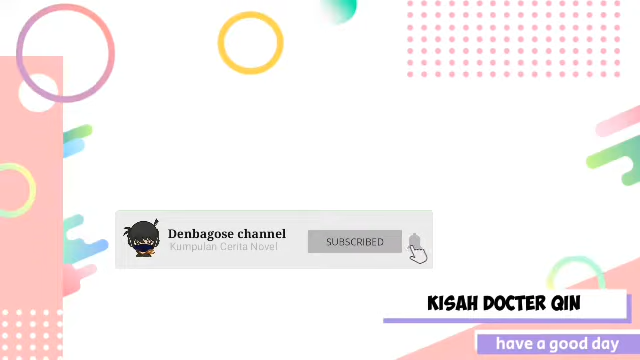 Denbagose channel
Kumpulan Cerita Novel
SUBSCRIBED
KISAH DOCTER QIN
have a good day